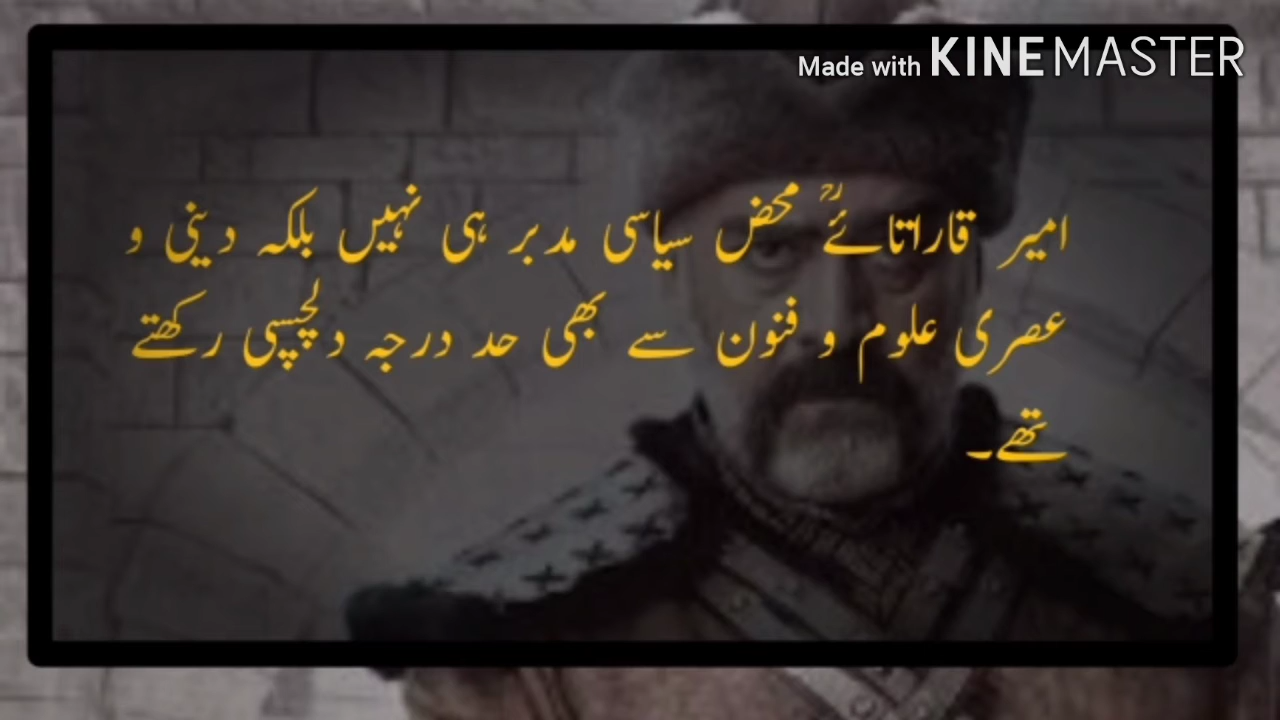 Made with KINEMASTER
امیر قاراتائےؒ محض سیاسی مدبر ہی نہیں بلکہ دینی و
عصری علوم و فنون سے بھی حد درجہ دلچسپی رکھتے
تھے۔